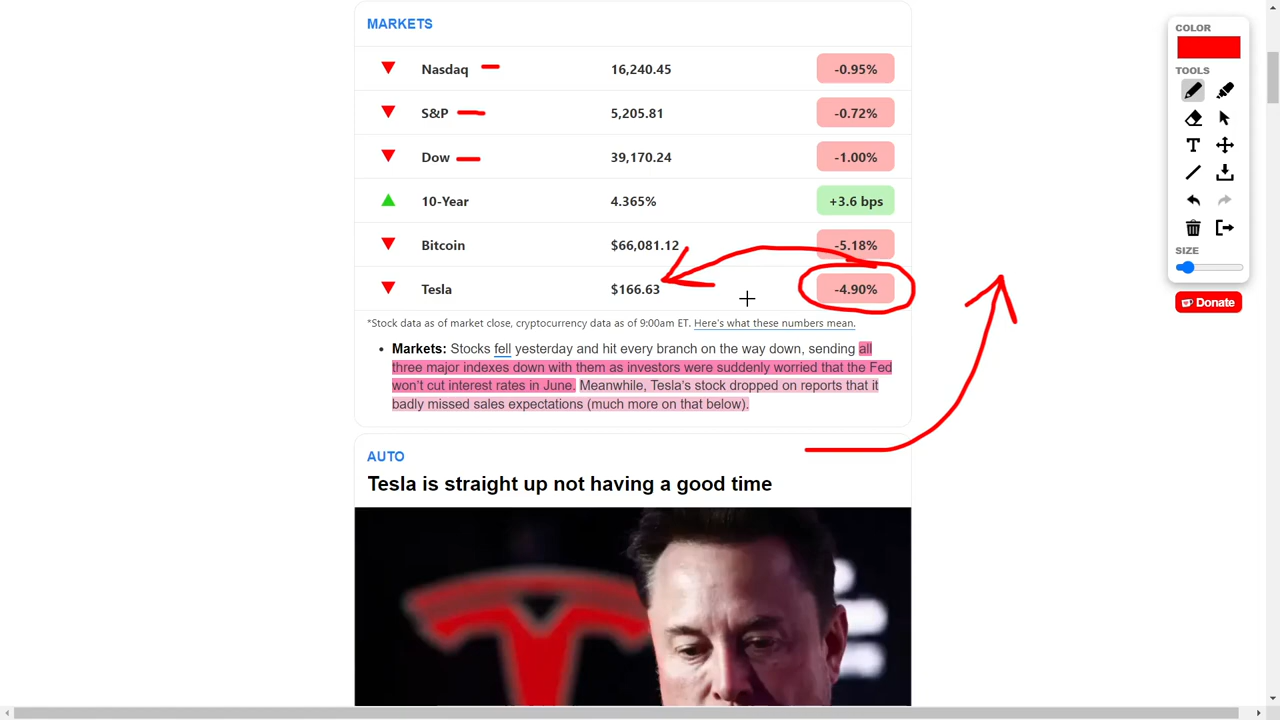 MARKETS
Nasdaq 16,240.45 -0.95%
S&P 5,205.81 -0.72%
Dow 39,170.24 -1.00%
10-Year 4.365% +3.6 bps
Bitcoin $66,081.12 -5.18%
Tesla $166.63 -4.90%
*Stock data as of market close, cryptocurrency data as of 9:00am ET. Here's what these numbers mean.
• Markets: Stocks fell yesterday and hit every branch on the way down, sending all
three major indexes down with them as investors were suddenly worried that the Fed
won't cut interest rates in June. Meanwhile, Tesla's stock dropped on reports that it
badly missed sales expectations (much more on that below).
AUTO
Tesla is straight up not having a good time
COLOR
TOOLS
T
SIZE
Donate